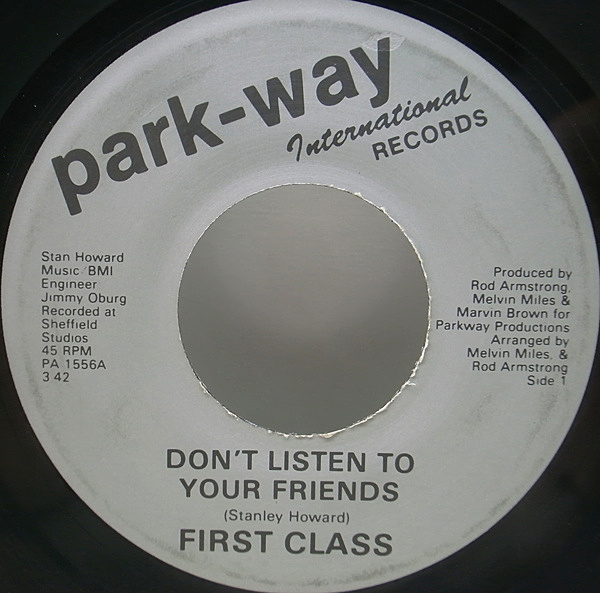 park-way
International
RECORDS
Stan Howard
Music BMI
Engineer
Jimmy Oburg
Recorded at
Sheffield
Studios
45 RPM
PA 1556A
3 42
Produced by
Rod Armstrong,
Melvin Miles &
Marvin Brown for
Parkway Productions
Arranged by
Melvin Miles, &
Rod Armstrong
Side 1
DON'T LISTEN TO
YOUR FRIENDS
(Stanley Howard)
FIRST CLASS